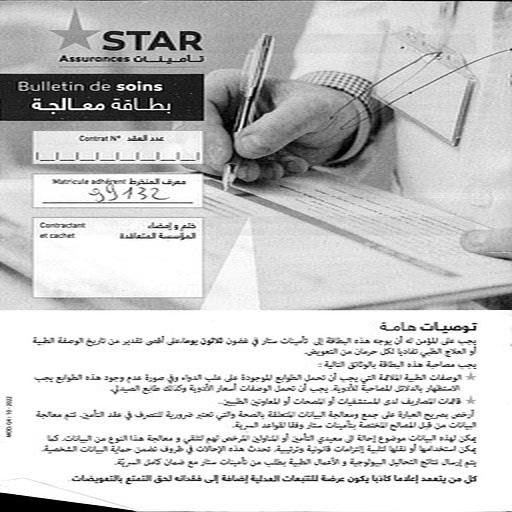 STAR
Assurances تأمينات
Bulletin de soins
بطاقة معالجة
Contrat N° عدد العقد
Matricule adhérent معرف المنخرط
99132
Contractant et cachet
ختم و إمضاء المؤسسة المتعاقدة
توصيات هامة
يجب على المؤمن له أن يوجه هذه البطاقة إلى تأمينات ستار في غضون ثلاثون يوما على أقصى تقدير من تاريخ الوصفة الطبية
أو العلاج الطبي تفاديا لكل حرمان من التعويض.
يجب مصاحبة هذه البطاقة بالوثائق التالية :
الوصفات الطبية الملائمة التي يجب أن تحمل الطوابع الموجودة على علب الدواء وفي صورة عدم وجود هذه الطوابع يجب
الاستظهار بالدلائل المصاحبة للأدوية. يجب أن تحمل الوصفات أسعار الأدوية وكذلك طابع الصيدلي.
قائمات المصاريف لدى المستشفيات أو المصحات أو المعاونين الطبيين.
أرخص بصريح العبارة على جمع ومعالجة البيانات المتعلقة بالصحة والتي تعتبر ضرورية للتصرف في عقد التأمين. تتم معالجة
البيانات من قبل المصالح المختصة بتأمينات ستار وفقا لقواعد السرية.
يمكن لهذه البيانات موضوع إحالة الى معيدي التأمين أو المناولين المرخص لهم لتلقي و معالجة هذا النوع من البيانات. كما
يمكن استخدامها أو نقلها لتلبية إلتزامات قانونية وترتيبية. تحدث هذه الإحالات في ظروف تضمن حماية البيانات الشخصية.
يتم إرسال نتائج التحاليل البيولوجية و الأعمال الطبية بطلب من تأمينات ستار مع ضمان كامل السرية.
كل من يتعمد إعلاما كاذبا يكون عرضة للتتبعات العدلية إضافة إلى فقدانه لحق التمتع بالتعويضات.
MOD 04 - 10 - 2022